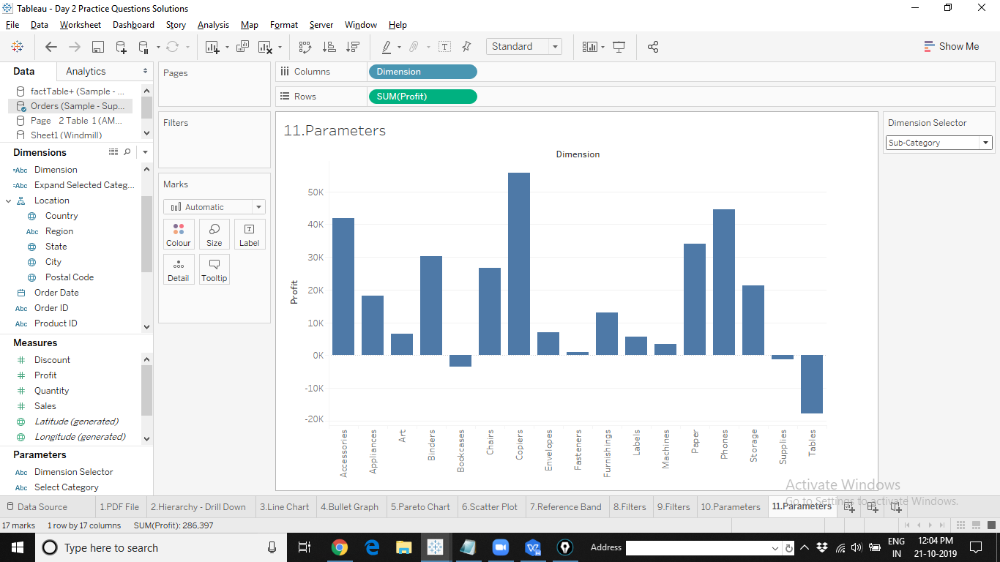 Tableau - Day 2 Practice Questions Solutions
File Data Worksheet Dashboard Story Analysis Map Format Server Window Help
Standard
Show Me
Data Analytics
factTable+ (Sample - ...
Orders (Sample - Sup...
Page 2 Table 1 (AM...
Sheet1 (Windmill)
Dimensions
=Abc Dimension
=Abc Expand Selected Categ...
Location
Country
Abc Region
State
City
Postal Code
Order Date
Abc Order ID
Abc Product ID
Measures
# Discount
# Profit
# Quantity
# Sales
Latitude (generated)
Longitude (generated)
Parameters
Abc Dimension Selector
Abc Select Category
Pages
Filters
Marks
Automatic
Colour Size Label
Detail Tooltip
Columns Dimension
Rows SUM(Profit)
11.Parameters
Dimension
Profit
50K
40K
30K
20K
10K
0K
-10K
-20K
Accessories
Appliances
Art
Binders
Bookcases
Chairs
Copiers
Envelopes
Fasteners
Furnishings
Labels
Machines
Paper
Phones
Storage
Supplies
Tables
Dimension Selector
Sub-Category
Activate Windows
Go to Settings to activate Windows.
Data Source 1.PDF File 2.Hierarchy - Drill Down 3.Line Chart 4.Bullet Graph 5.Pareto Chart 6.Scatter Plot 7.Reference Band 8.Filters 9.Filters 10.Parameters 11.Parameters
17 marks 1 row by 17 columns SUM(Profit): 286,397
Type here to search
Address
ENG
IN
12:04 PM
21-10-2019